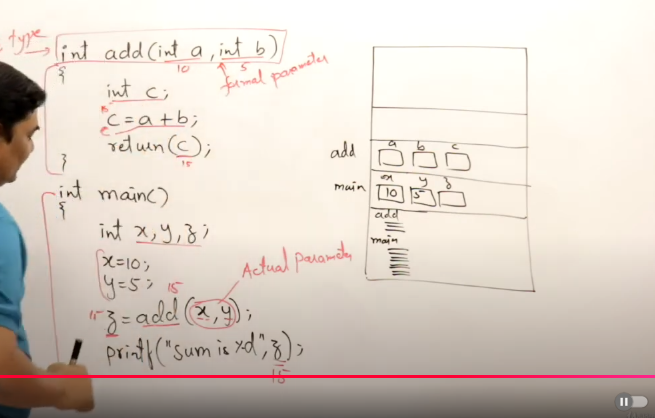 type
int add(int a, int b)
10 5
formal parameter
{
int c;
c=a+b;
return(c);
15
}
int main()
{
int x,y,z;
x=10;
y=5;
15
15 z=add(x,y);
Actual parameter
printf("sum is %d",z);
15
a b c
add
x y z
main 10 5
add
main